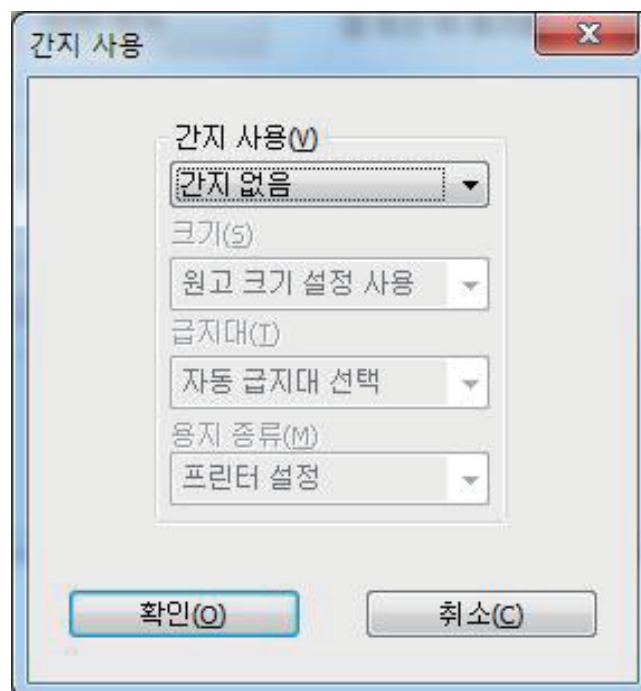 간지 사용
간지 사용(V)
간지 없음
크기(S)
원고 크기 설정 사용
급지대(T)
자동 급지대 선택
용지 종류(M)
프린터 설정
확인(O)
취소(C)